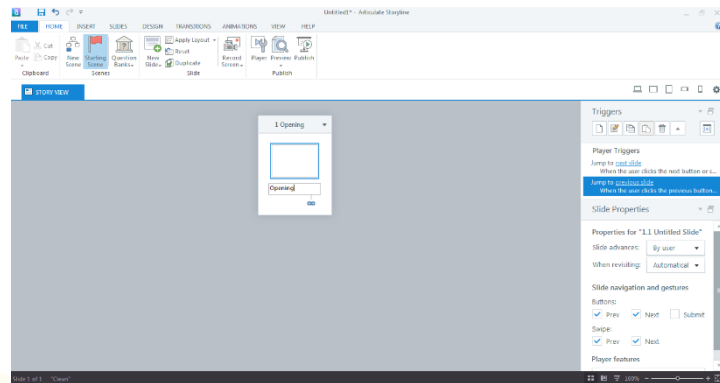 Untitled1* - Articulate Storyline
FILE HOME INSERT SLIDES DESIGN TRANSITIONS ANIMATIONS VIEW HELP
Paste Cut Copy
New Scene Starting Scene Question Banks
New Slide Apply Layout Reset Duplicate
Record Screen Player Preview Publish
Clipboard Scenes Slide Publish
STORY VIEW
1 Opening
Opening
Triggers
Player Triggers
Jump to next slide
When the user clicks the next button or s...
Jump to previous slide
When the user clicks the previous button...
Slide Properties
Properties for "1.1 Untitled Slide"
Slide advances: By user
When revisiting: Automatical
Slide navigation and gestures
Buttons:
Prev Next Submit
Swipe:
Prev Next
Player features
Slide 1 of 1 "Clean" 100%